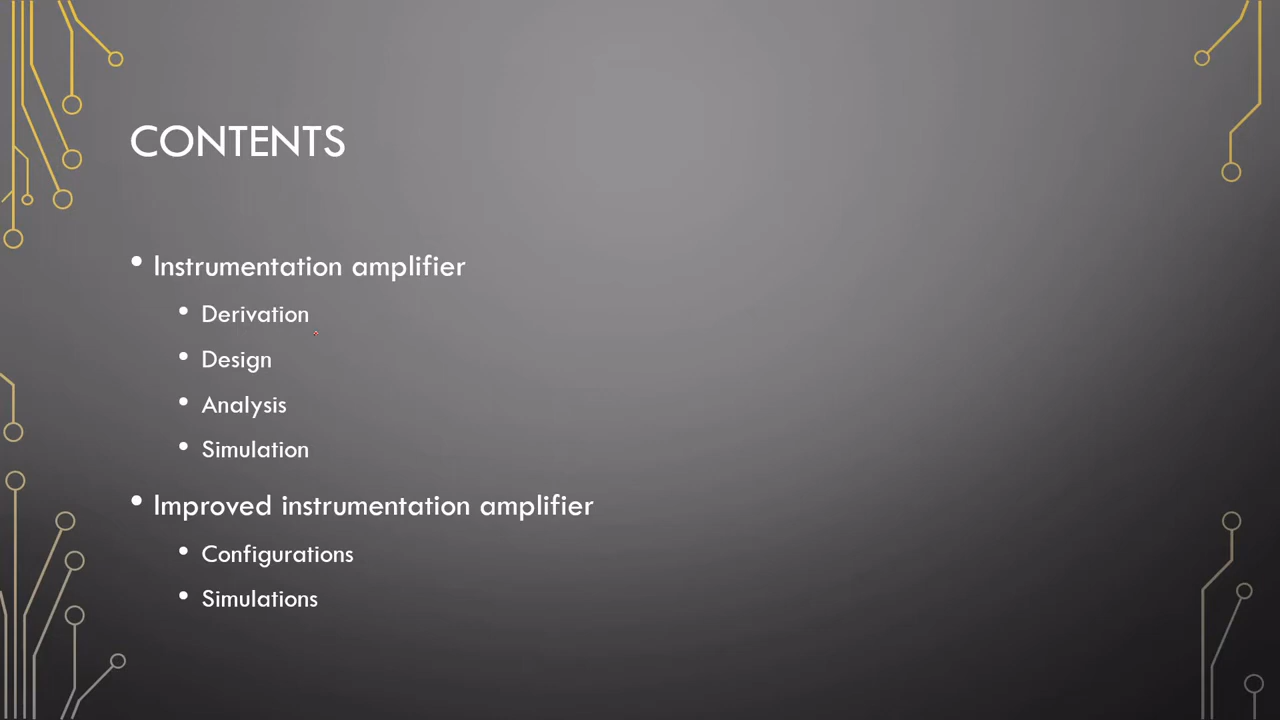 CONTENTS
• Instrumentation amplifier
• Derivation
• Design
• Analysis
• Simulation
• Improved instrumentation amplifier
• Configurations
• Simulations